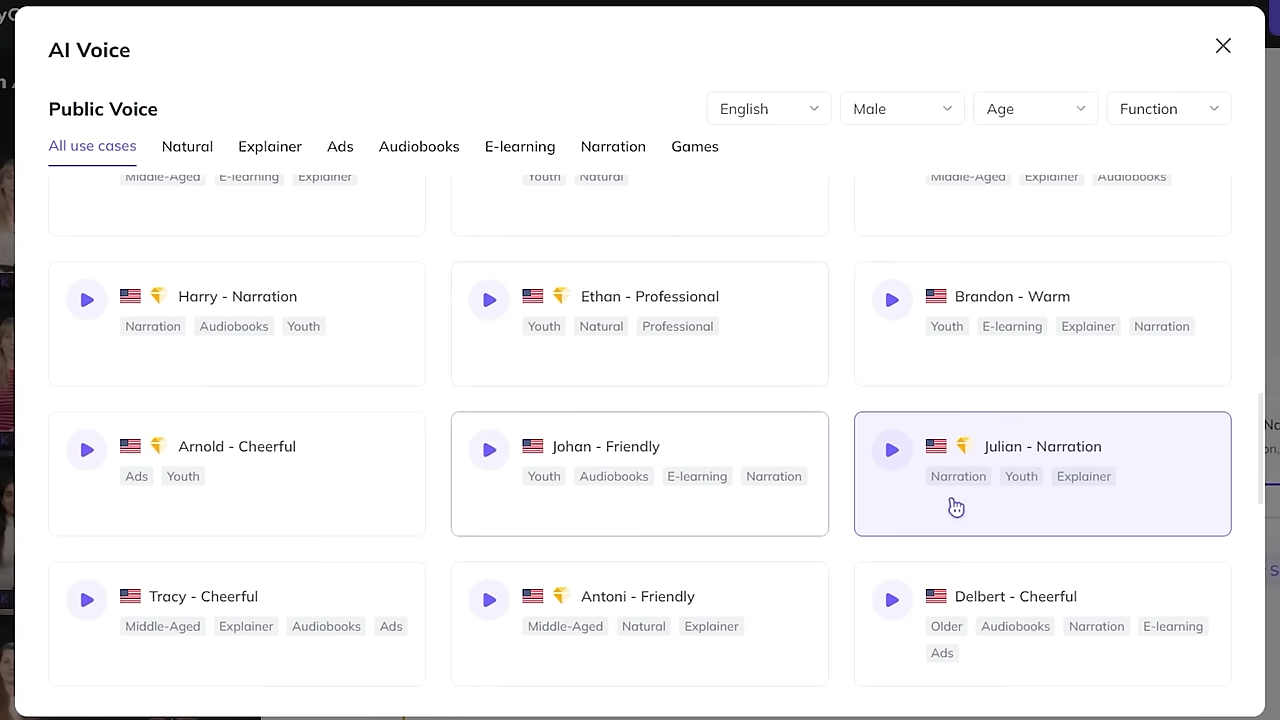 AI Voice
Public Voice
English
Male
Age
Function
All use cases
Natural
Explainer
Ads
Audiobooks
E-learning
Narration
Games
Middle-Aged E-learning Explainer
Youth Natural
Middle-Aged Explainer Audiobooks
Harry - Narration
Narration Audiobooks Youth
Ethan - Professional
Youth Natural Professional
Brandon - Warm
Youth E-learning Explainer Narration
Arnold - Cheerful
Ads Youth
Johan - Friendly
Youth Audiobooks E-learning Narration
Julian - Narration
Narration Youth Explainer
Tracy - Cheerful
Middle-Aged Explainer Audiobooks Ads
Antoni - Friendly
Middle-Aged Natural Explainer
Delbert - Cheerful
Older Audiobooks Narration E-learning
Ads